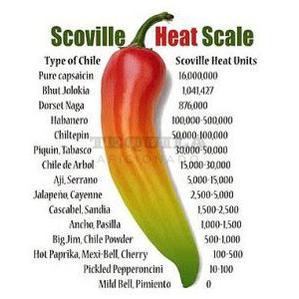 Scoville Heat Scale
Type of Chile Scoville Heat Units
Pure capsaicin 16,000,000
Bhut Jolokia 1,041,427
Dorset Naga 876,000
Habanero 100,000-500,000
Chiltepin 50,000-100,000
TEQUILA
Piquin, Tabasco 30,000-50,000
AFICIONADO
Chile de Arbol 15,000-30,000
Aji, Serrano 5,000-15,000
Jalapeño, Cayenne 2,500-5,000
Cascabel, Sandia 1,500-2,500
Ancho, Pasilla 1,000-1,500
Big Jim, Chile Powder 500-1,000
Hot Paprika, Mexi-Bell, Cherry 100-500
Pickled Pepperoncini 10-100
Mild Bell, Pimiento 0